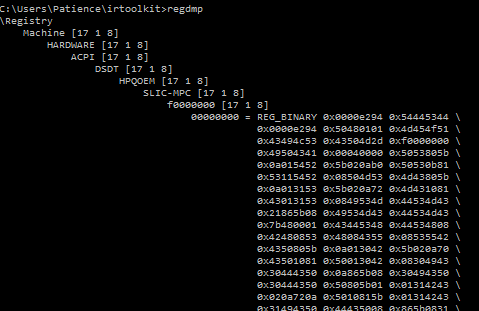 C:\Users\Patience\irtoolkit>regdmp
\Registry
Machine [17 1 8]
HARDWARE [17 1 8]
ACPI [17 1 8]
DSDT [17 1 8]
HPQOEM [17 1 8]
SLIC-MPC [17 1 8]
f0000000 [17 1 8]
00000000 = REG_BINARY 0x0000e294 0x54445344 \
0x0000e294 0x50480101 0x4d454f51 \
0x43494c53 0x43504d2d 0xf0000000 \
0x49504341 0x00040000 0x5053805b \
0x0a015452 0x5b020ab0 0x50530b81 \
0x53115452 0x08504d53 0x4d43805b \
0x0a013153 0x5b020a72 0x4d431081 \
0x43013153 0x0849534d 0x44534d43 \
0x21865b08 0x49534d43 0x44534d43 \
0x7b480001 0x43445348 0x44534808 \
0x42480853 0x48084355 0x08535542 \
0x4350805b 0x0a013042 0x5b020a70 \
0x43501081 0x50013042 0x08304943 \
0x30444350 0x0a865b08 0x30494350 \
0x30444350 0x50805b01 0x01314243 \
0x020a720a 0x5010815b 0x01314243 \
0x31494350 0x44435008 0x865b0831 \